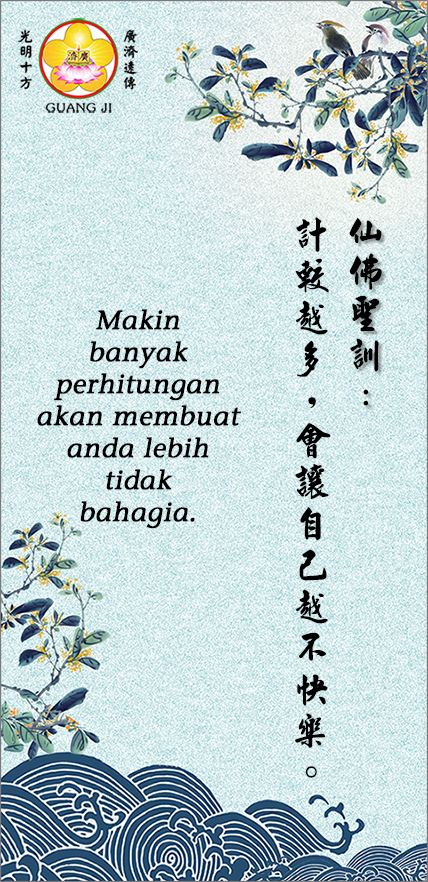 廣濟遠傳
光明十方
廣濟
GUANG JI
仙佛聖訓：
計較越多，會讓自己越不快樂。
Makin
banyak
perhitungan
akan membuat
anda lebih
tidak
bahagia.